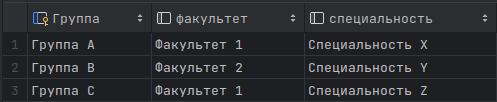 Группа факультет специальность
1 Группа A Факультет 1 Специальность X
2 Группа B Факультет 2 Специальность Y
3 Группа C Факультет 1 Специальность Z